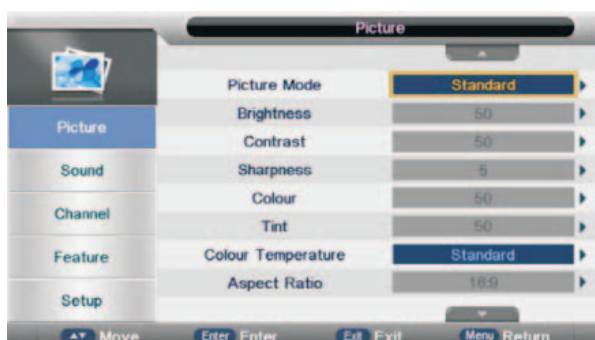 Picture
Picture
Sound
Channel
Feature
Setup
Picture Mode Standard
Brightness 50
Contrast 50
Sharpness 5
Colour 50
Tint 50
Colour Temperature Standard
Aspect Ratio 16:9
Move Enter Enter Exit Exit Menu Return